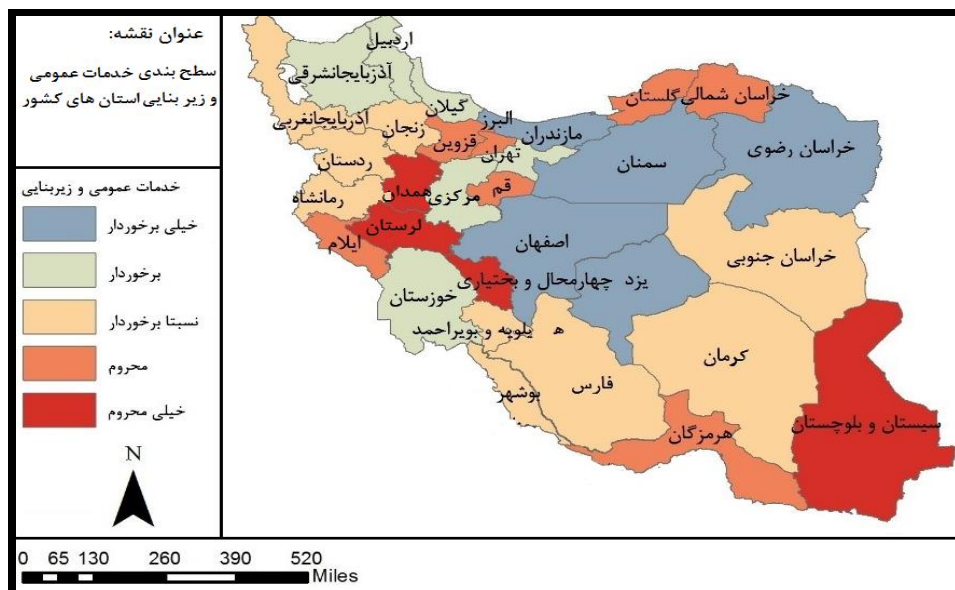 عنوان نقشه:
سطح بندی خدمات عمومی
و زیر بنایی استان های کشور
خدمات عمومی و زیربنایی
خیلی برخوردار
برخوردار
نسبتا برخوردار
محروم
خیلی محروم
N
0 65 130 260 390 520
Miles
اردبیل
آذربایجانشرقی
گیلان
آذربایجانغربی
زنجان
البرز
مازندران
گلستان
خراسان شمالی
قزوین
تهران
سمنان
خراسان رضوی
ردستان
همدان
مرکزی
قم
رمانشاه
لرستان
ایلام
اصفهان
خراسان جنوبی
چهارمحال و بختیاری
یزد
خوزستان
ه یلویه و بویراحمد
کرمان
فارس
بوشهر
هرمزگان
سیستان و بلوچستان